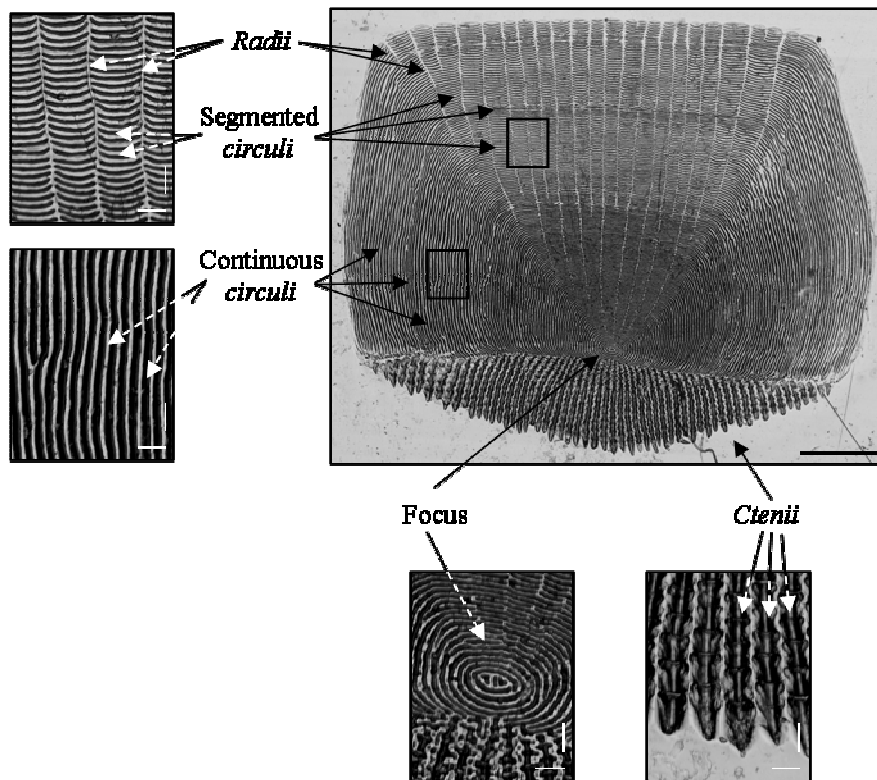 Radii
Segmented
circuli
Continuous
circuli
Focus
Ctenii